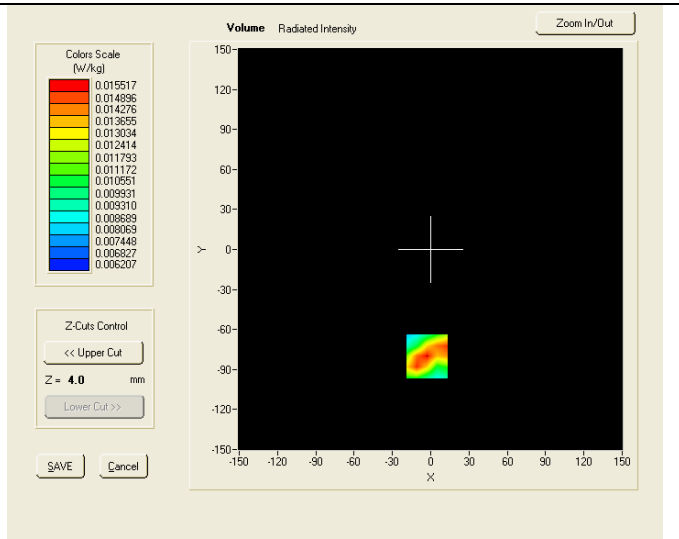 Volume Radiated Intensity
Zoom In/Out
Colors Scale
(W/kg)
0.015517
0.014896
0.014276
0.013655
0.013034
0.012414
0.011793
0.011172
0.010551
0.009931
0.009310
0.008689
0.008069
0.007448
0.006827
0.006207
Z-Cuts Control
<< Upper Cut
Z = 4.0 mm
Lower Cut >>
SAVE Cancel
150
120
90
60
30
0
-30
-60
-90
-120
-150
Y
-150 -120 -90 -60 -30 0 30 60 90 120 150
X